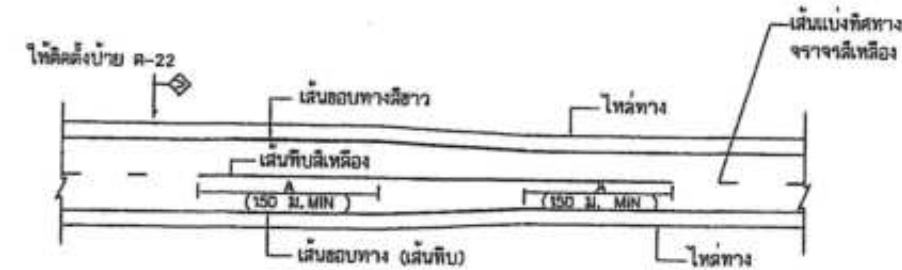 เส้นแบ่งทิศทาง
จราจรสีเหลือง
ให้ติดตั้งป้าย ต-22
เส้นขอบทางสีขาว
ไหล่ทาง
เส้นทึบสีเหลือง
A
A
(150 ม. MIN )
(150 ม. MIN )
เส้นขอบทาง (เส้นทึบ)
ไหล่ทาง